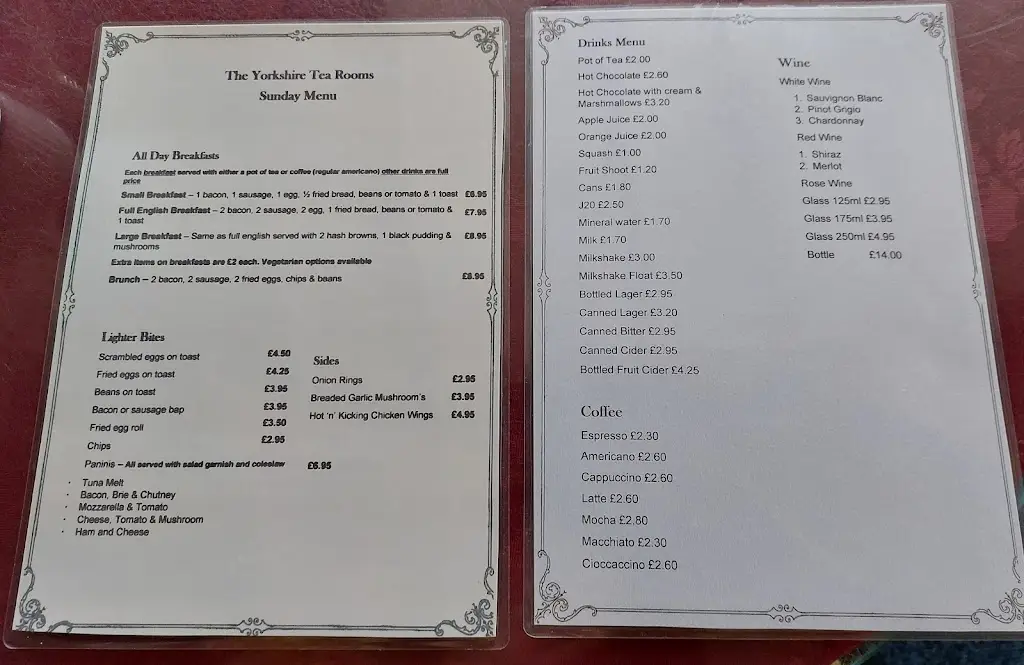 The Yorkshire Tea Rooms
Sunday Menu
All Day Breakfasts
Each breakfast served with either a pot of tea or coffee (regular americano) other drinks are full
price
Small Breakfast – 1 bacon, 1 sausage, 1 egg, ½ fried bread, beans or tomato & 1 toast £6.95
Full English Breakfast – 2 bacon, 2 sausage, 2 egg, 1 fried bread, beans or tomato & £7.95
1 toast
Large Breakfast – Same as full english served with 2 hash browns, 1 black pudding & £8.95
mushrooms
Extra items on breakfasts are £2 each. Vegetarian options available
Brunch – 2 bacon, 2 sausage, 2 fried eggs, chips & beans £6.95
Lighter Bites
Scrambled eggs on toast £4.50
Fried eggs on toast £4.25
Beans on toast £3.95
Bacon or sausage bap £3.95
Fried egg roll £3.50
Chips £2.95
Paninis – All served with salad garnish and coleslaw £6.95
· Tuna Melt
· Bacon, Brie & Chutney
· Mozzarella & Tomato
· Cheese, Tomato & Mushroom
· Ham and Cheese
Sides
Onion Rings £2.95
Breaded Garlic Mushroom's £3.95
Hot 'n' Kicking Chicken Wings £4.95
Drinks Menu
Pot of Tea £2.00
Hot Chocolate £2.60
Hot Chocolate with cream &
Marshmallows £3.20
Apple Juice £2.00
Orange Juice £2.00
Squash £1.00
Fruit Shoot £1.20
Cans £1.80
J20 £2.50
Mineral water £1.70
Milk £1.70
Milkshake £3.00
Milkshake Float £3.50
Bottled Lager £2.95
Canned Lager £3.20
Canned Bitter £2.95
Canned Cider £2.95
Bottled Fruit Cider £4.25
Coffee
Espresso £2.30
Americano £2.60
Cappuccino £2.60
Latte £2.60
Mocha £2.80
Macchiato £2.30
Cioccaccino £2.60
Wine
White Wine
1. Sauvignon Blanc
2. Pinot Grigio
3. Chardonnay
Red Wine
1. Shiraz
2. Merlot
Rose Wine
Glass 125ml £2.95
Glass 175ml £3.95
Glass 250ml £4.95
Bottle £14.00